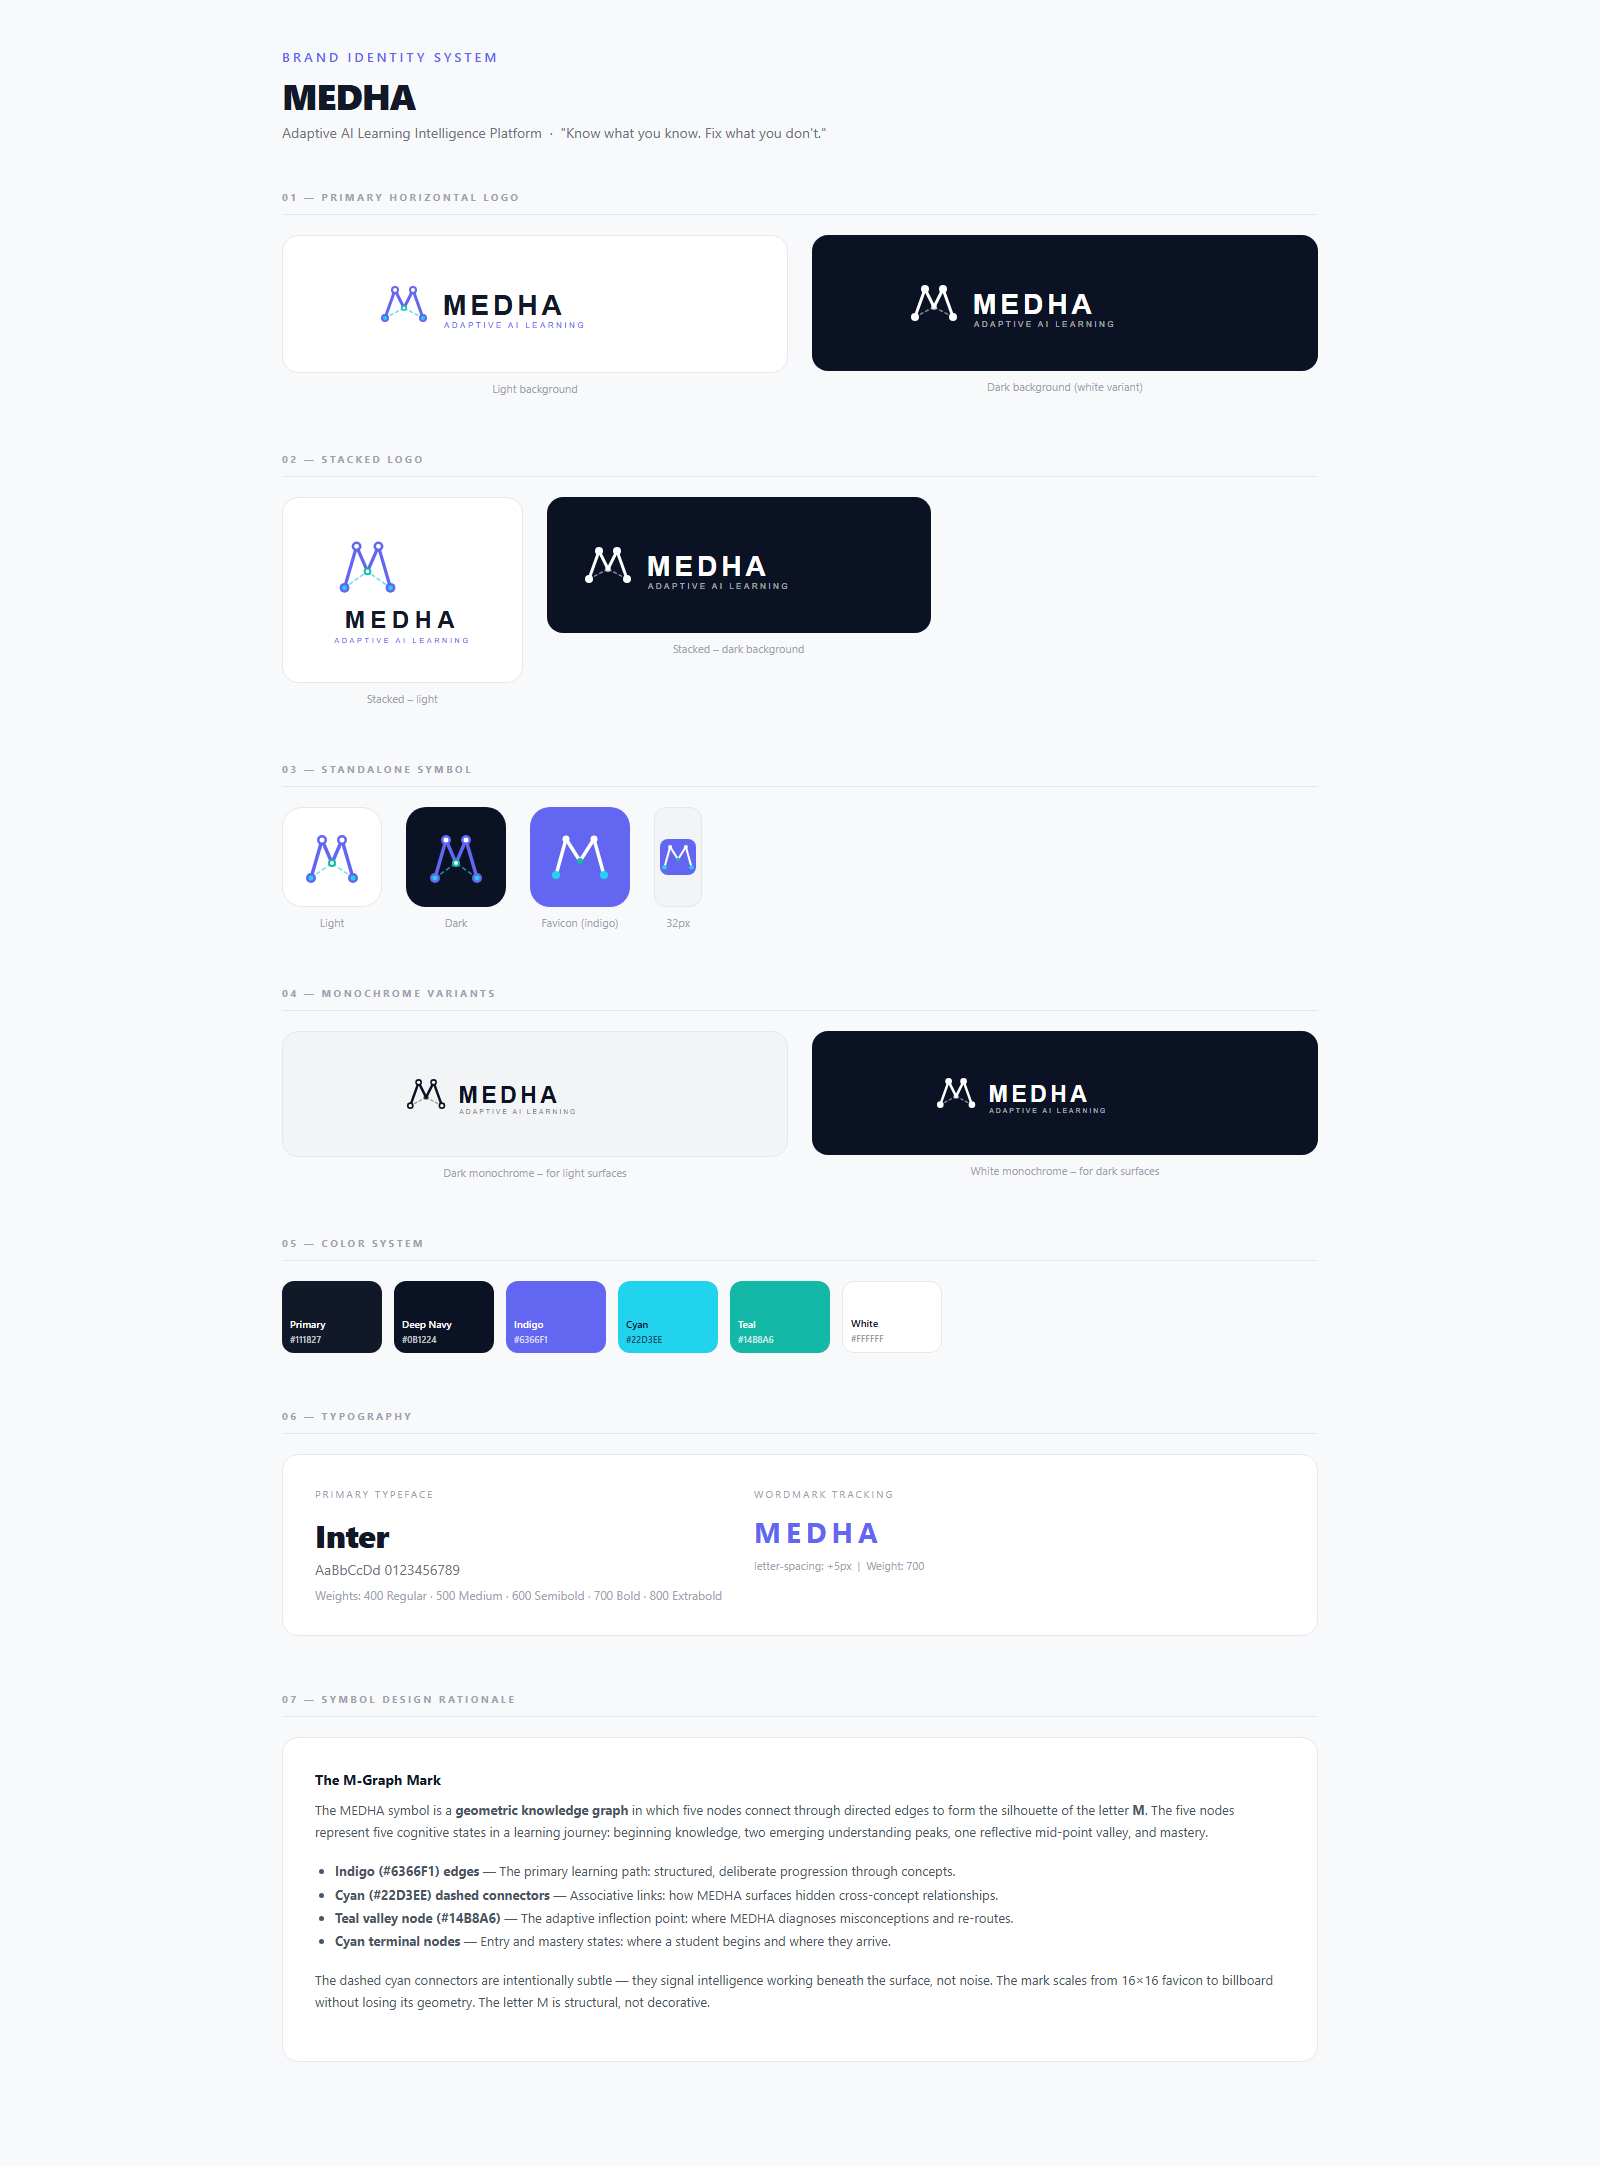 BRAND IDENTITY SYSTEM
MEDHA
Adaptive AI Learning Intelligence Platform · "Know what you know. Fix what you don't."
01 — PRIMARY HORIZONTAL LOGO
MEDHA
ADAPTIVE AI LEARNING
Light background
MEDHA
ADAPTIVE AI LEARNING
Dark background (white variant)
02 — STACKED LOGO
MEDHA
ADAPTIVE AI LEARNING
Stacked – light
MEDHA
ADAPTIVE AI LEARNING
Stacked – dark background
03 — STANDALONE SYMBOL
Light
Dark
Favicon (indigo)
32px
04 — MONOCHROME VARIANTS
MEDHA
ADAPTIVE AI LEARNING
Dark monochrome – for light surfaces
MEDHA
ADAPTIVE AI LEARNING
White monochrome – for dark surfaces
05 — COLOR SYSTEM
Primary
#111827
Deep Navy
#0B1224
Indigo
#6366F1
Cyan
#22D3EE
Teal
#14B8A6
White
#FFFFFF
06 — TYPOGRAPHY
PRIMARY TYPEFACE
Inter
AaBbCcDd 0123456789
Weights: 400 Regular · 500 Medium · 600 Semibold · 700 Bold · 800 Extrabold
WORDMARK TRACKING
MEDHA
letter-spacing: +5px | Weight: 700
07 — SYMBOL DESIGN RATIONALE
The M-Graph Mark
The MEDHA symbol is a geometric knowledge graph in which five nodes connect through directed edges to form the silhouette of the letter M. The five nodes
represent five cognitive states in a learning journey: beginning knowledge, two emerging understanding peaks, one reflective mid-point valley, and mastery.
• Indigo (#6366F1) edges — The primary learning path: structured, deliberate progression through concepts.
• Cyan (#22D3EE) dashed connectors — Associative links: how MEDHA surfaces hidden cross-concept relationships.
• Teal valley node (#14B8A6) — The adaptive inflection point: where MEDHA diagnoses misconceptions and re-routes.
• Cyan terminal nodes — Entry and mastery states: where a student begins and where they arrive.
The dashed cyan connectors are intentionally subtle — they signal intelligence working beneath the surface, not noise. The mark scales from 16×16 favicon to billboard
without losing its geometry. The letter M is structural, not decorative.